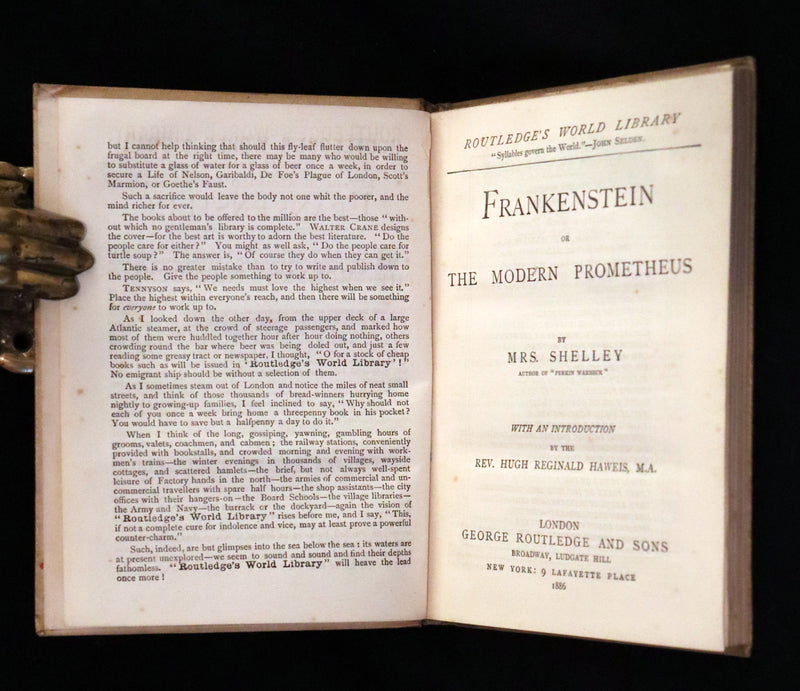 but I cannot help thinking that should this fly-leaf flutter down upon the
frugal board at the right time, there may be many who would be willing
to substitute a glass of water for a glass of beer once a week, in order to
secure a Life of Nelson, Garibaldi, De Foe's Plague of London, Scott's
Marmion, or Goethe's Faust.
Such a sacrifice would leave the body not one whit the poorer, and the
mind richer for ever.
The books about to be offered to the million are the best—those "with-
out which no gentleman's library is complete." WALTER CRANE designs
the cover—for the best art is worthy to adorn the best literature. "Do the
people care for either?" You might as well ask, "Do the people care for
turtle soup?" The answer is, "Of course they do when they can get it."
There is no greater mistake than to try to write and publish down to
the people. Give the people something to work up to.
TENNYSON says, "We needs must love the highest when we see it."
Place the highest within everyone's reach, and then there will be something
for everyone to work up to.
As I looked down the other day, from the upper deck of a large
Atlantic steamer, at the crowd of steerage passengers, and marked how
most of them were huddled together hour after hour doing nothing, others
crowding round the bar where beer was being doled out, and just a few
reading some greasy tract or newspaper, I thought, "O for a stock of cheap
books such as will be issued in 'Routledge's World Library'!"
No emigrant ship should be without a selection of them.
As I sometimes steam out of London and notice the miles of neat small
streets, and think of those thousands of bread-winners hurrying home
nightly to growing-up families, I feel inclined to say, "Why should not
each of you once a week bring home a threepenny book in his pocket?
You would have to save but a halfpenny a day to do it."
When I think of the long, gossiping, yawning, gambling hours of
grooms, valets, coachmen, and cabmen; the railway stations, conveniently
provided with bookstalls, and crowded morning and evening with work-
men's trains—the winter evenings in thousands of villages, wayside
cottages, and scattered hamlets—the brief, but not always well-spent
leisure of Factory hands in the north—the armies of commercial and un-
commercial travellers with spare half hours—the shop assistants—the city
offices with their hangers-on—the Board Schools—the village libraries—
the Army and Navy—the barrack or the dockyard—again the vision of
"Routledge's World Library" rises before me, and I say, "This,
if not a complete cure for indolence and vice, may at least prove a powerful
counter-charm."
Such, indeed, are but glimpses into the sea below the sea: its waters are
at present unexplored—we seem to sound and sound and find their depths
fathomless. "Routledge's World Library" will heave the lead
once more!
ROUTLEDGE'S WORLD LIBRARY
"Syllables govern the World."—JOHN SELDEN.
FRANKENSTEIN
OR
THE MODERN PROMETHEUS
BY
MRS. SHELLEY
AUTHOR OF "PERKIN WARBECK"
WITH AN INTRODUCTION
BY THE
REV. HUGH REGINALD HAWEIS, M.A.
LONDON
GEORGE ROUTLEDGE AND SONS
BROADWAY, LUDGATE HILL
NEW YORK: 9 LAFAYETTE PLACE
1886